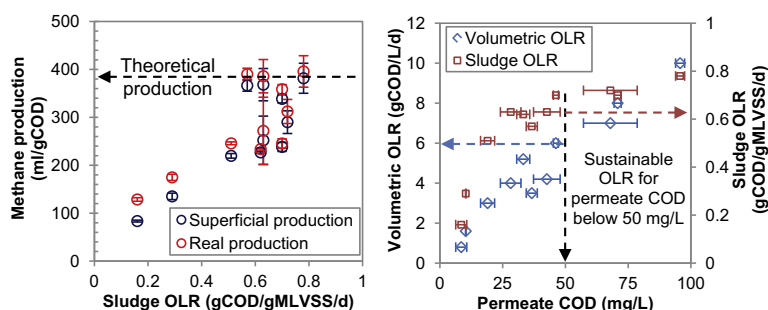 Methane production
(ml/gCOD)
500
400
300
200
100
0
Theoretical
production
Superficial production
Real production
0
0.2
0.4
0.6
0.8
1
Sludge OLR (gCOD/gMLVSS/d)
Volumetric OLR (gCOD/L/d)
12
10
8
6
4
2
0
Volumetric OLR
Sludge OLR
Sustainable
OLR for
permeate COD
below 50 mg/L
0
25
50
75
100
Permeate COD (mg/L)
1
0.8
0.6
0.4
0.2
0
Sludge OLR
(gCOD/gMLVSS/d)